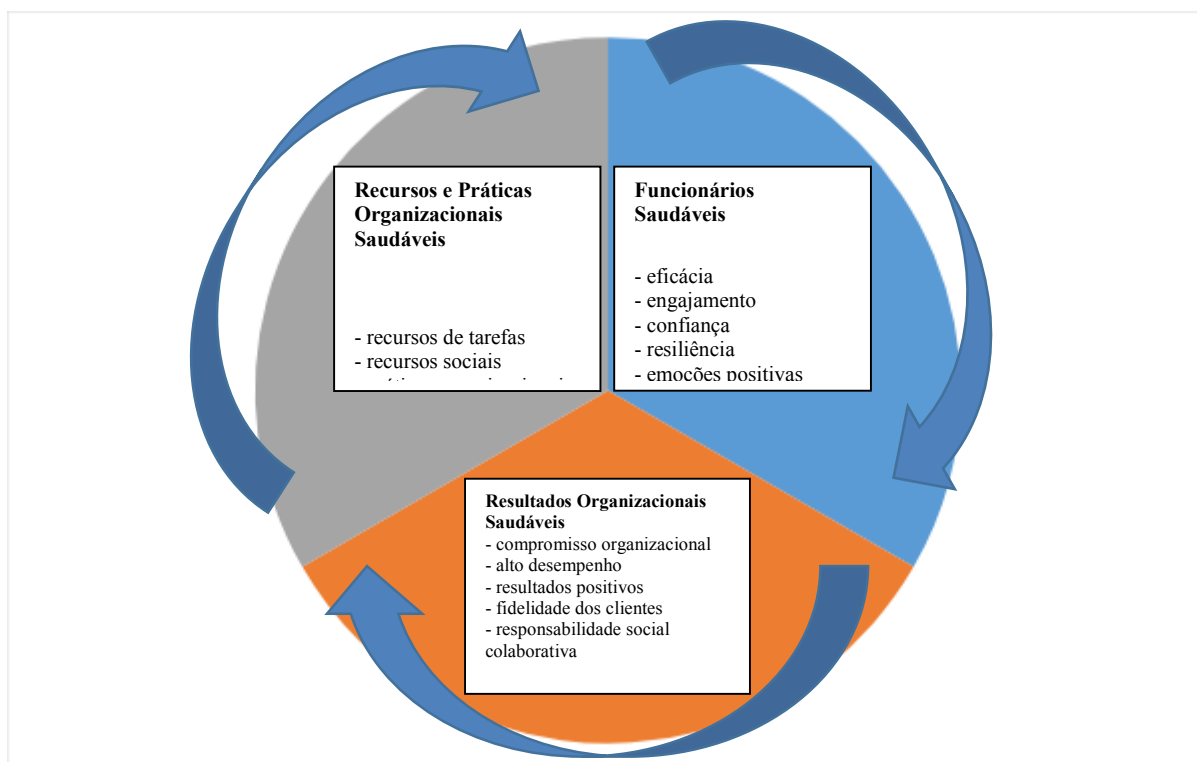 Recursos e Práticas
Organizacionais
Saudáveis
- recursos de tarefas
- recursos sociais
Funcionários
Saudáveis
- eficácia
- engajamento
- confiança
- resiliência
- emoções positivas
Resultados Organizacionais
Saudáveis
- compromisso organizacional
- alto desempenho
- resultados positivos
- fidelidade dos clientes
- responsabilidade social
colaborativa